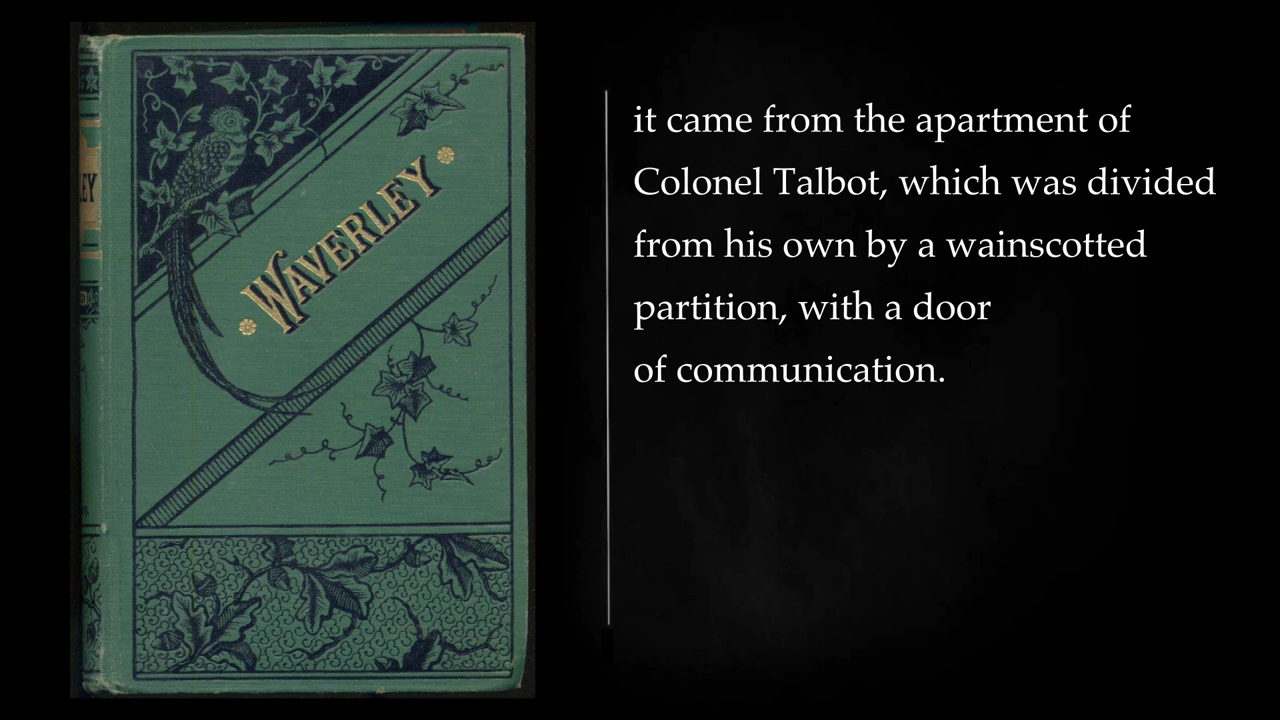 WAVERLEY
it came from the apartment of
Colonel Talbot, which was divided
from his own by a wainscotted
partition, with a door
of communication.